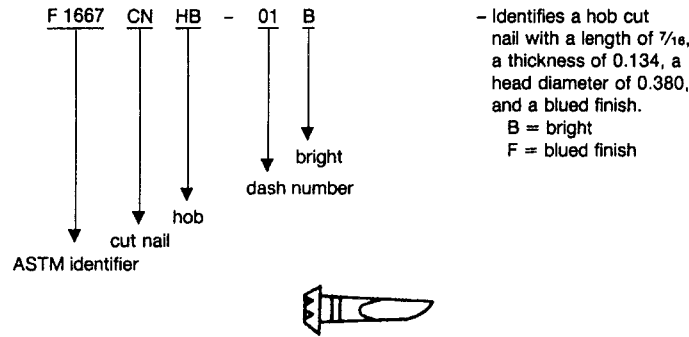 F 1667 CN HB – 01 B
bright
dash number
hob
cut nail
ASTM identifier
– Identifies a hob cut
nail with a length of 7/16,
a thickness of 0.134, a
head diameter of 0.380,
and a blued finish.
B = bright
F = blued finish